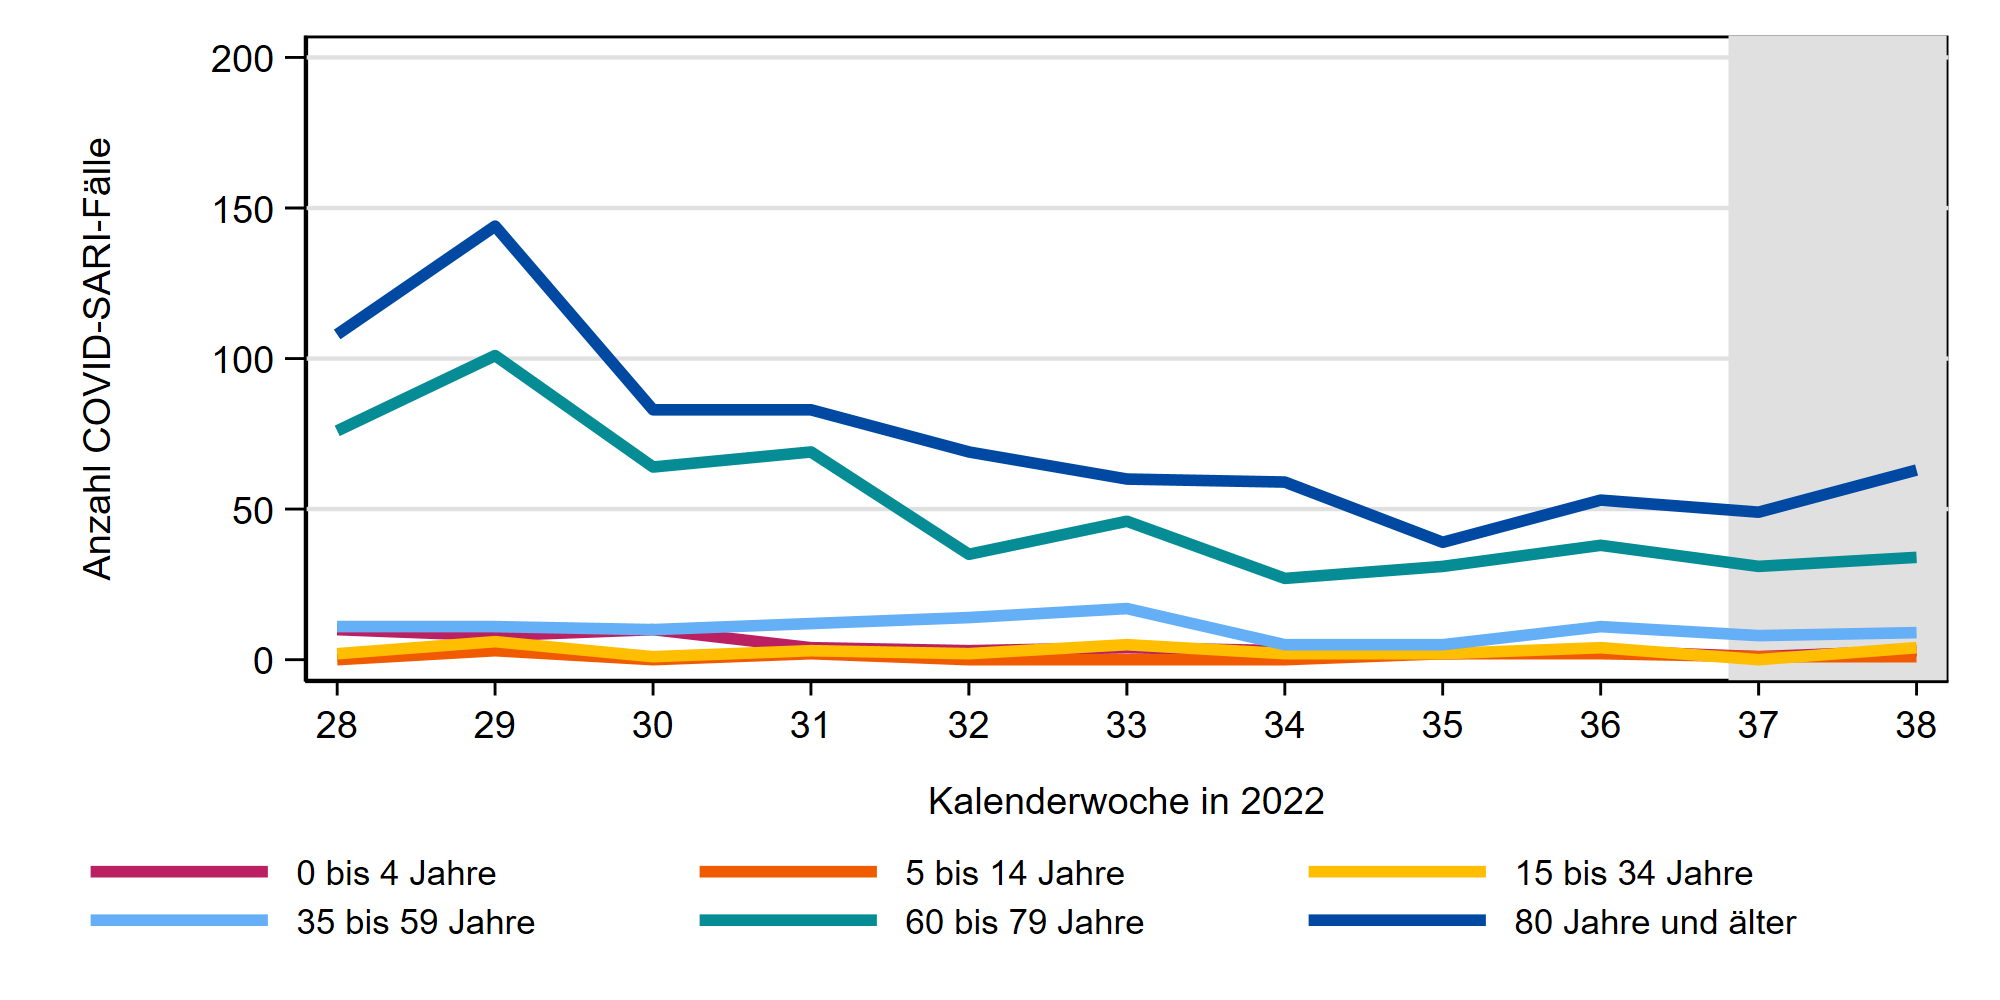 Anzahl COVID-SARI-Fälle
200
150
100
50
0
28 29 30 31 32 33 34 35 36 37 38
Kalenderwoche in 2022
0 bis 4 Jahre 5 bis 14 Jahre 15 bis 34 Jahre
35 bis 59 Jahre 60 bis 79 Jahre 80 Jahre und älter